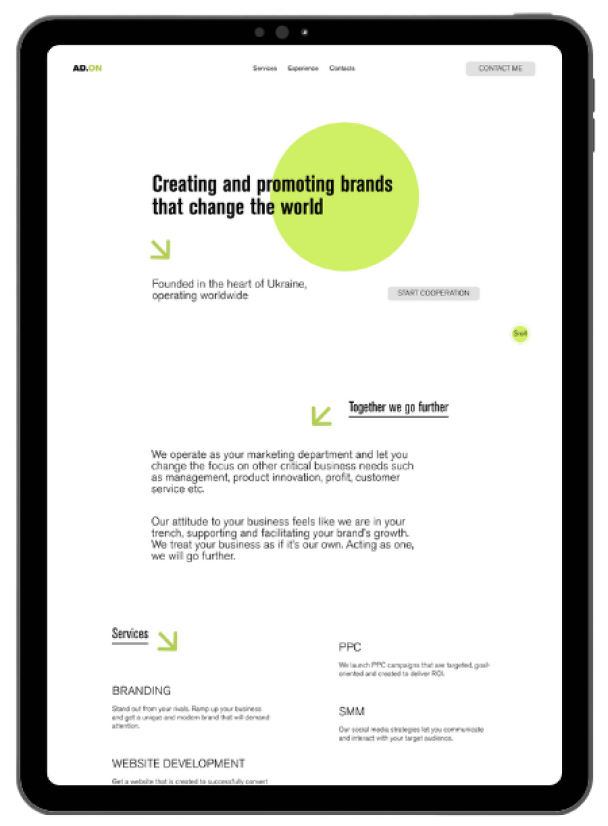 AD.ON
Services Experience Contacts
CONTACT ME
Creating and promoting brands
that change the world
Founded in the heart of Ukraine,
operating worldwide
START COOPERATION
Together we go further
We operate as your marketing department and let you
change the focus on other critical business needs such
as management, product innovation, profit, customer
service etc.
Our attitude to your business feels like we are in your
trench, supporting and facilitating your brand's growth.
We treat your business as if it's our own. Acting as one,
we will go further.
Services
BRANDING
Stand out from your rivals. Ramp up your business
and get a unique and modern brand that will demand
attention.
WEBSITE DEVELOPMENT
Get a website that is created to successfully convert
PPC
We launch PPC campaigns that are targeted, goal-
oriented and created to deliver ROI.
SMM
Our social media strategies let you communicate
and interact with your target audience.